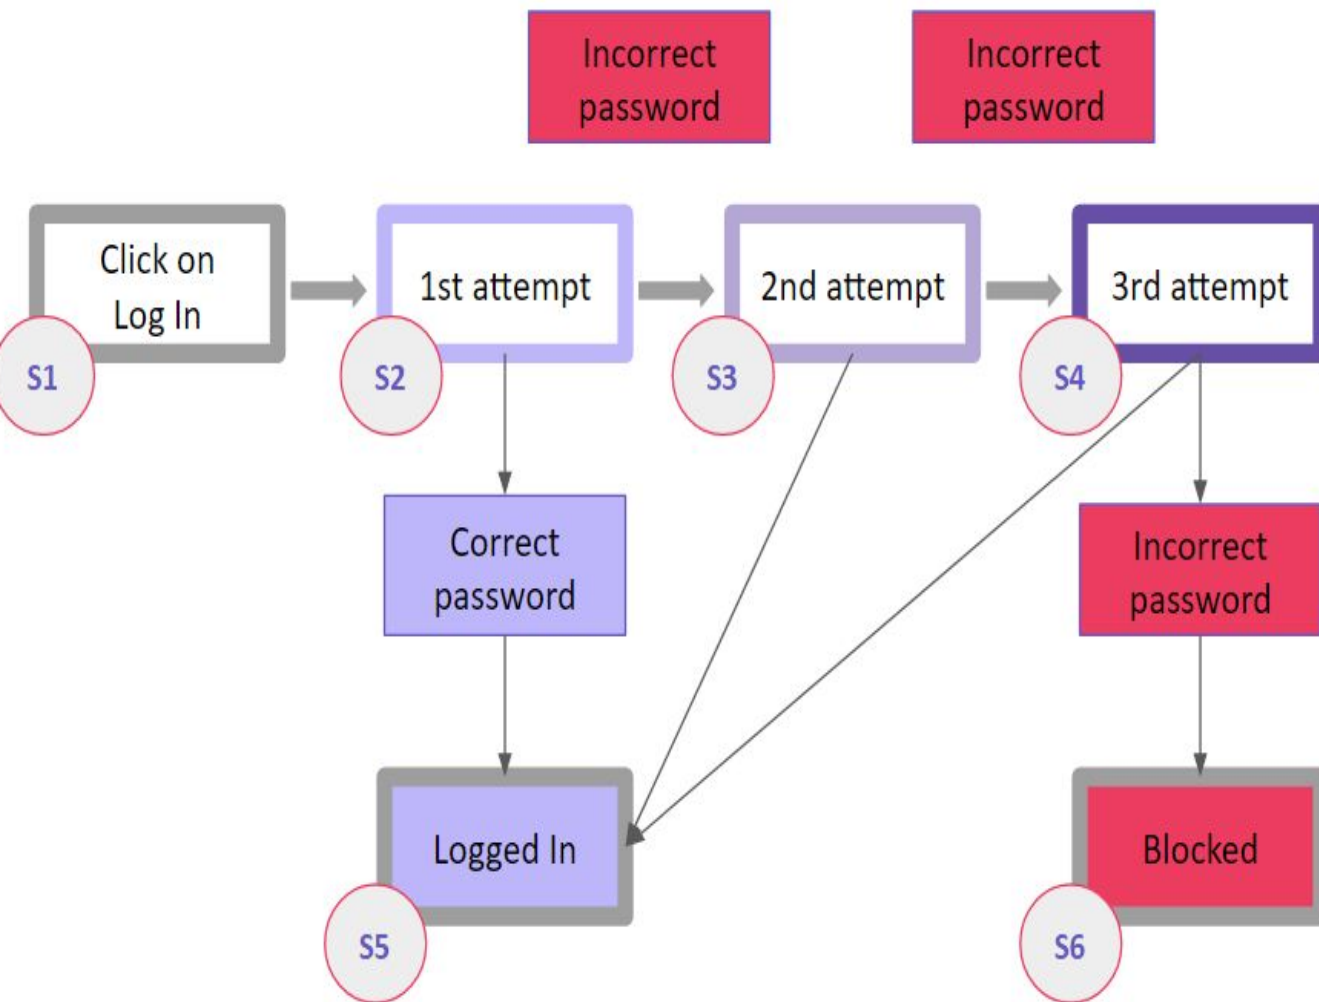 Incorrect
password
Incorrect
password
Click on
Log In
1st attempt
2nd attempt
3rd attempt
S1
S2
S3
S4
Correct
password
Incorrect
password
Logged In
Blocked
S5
S6